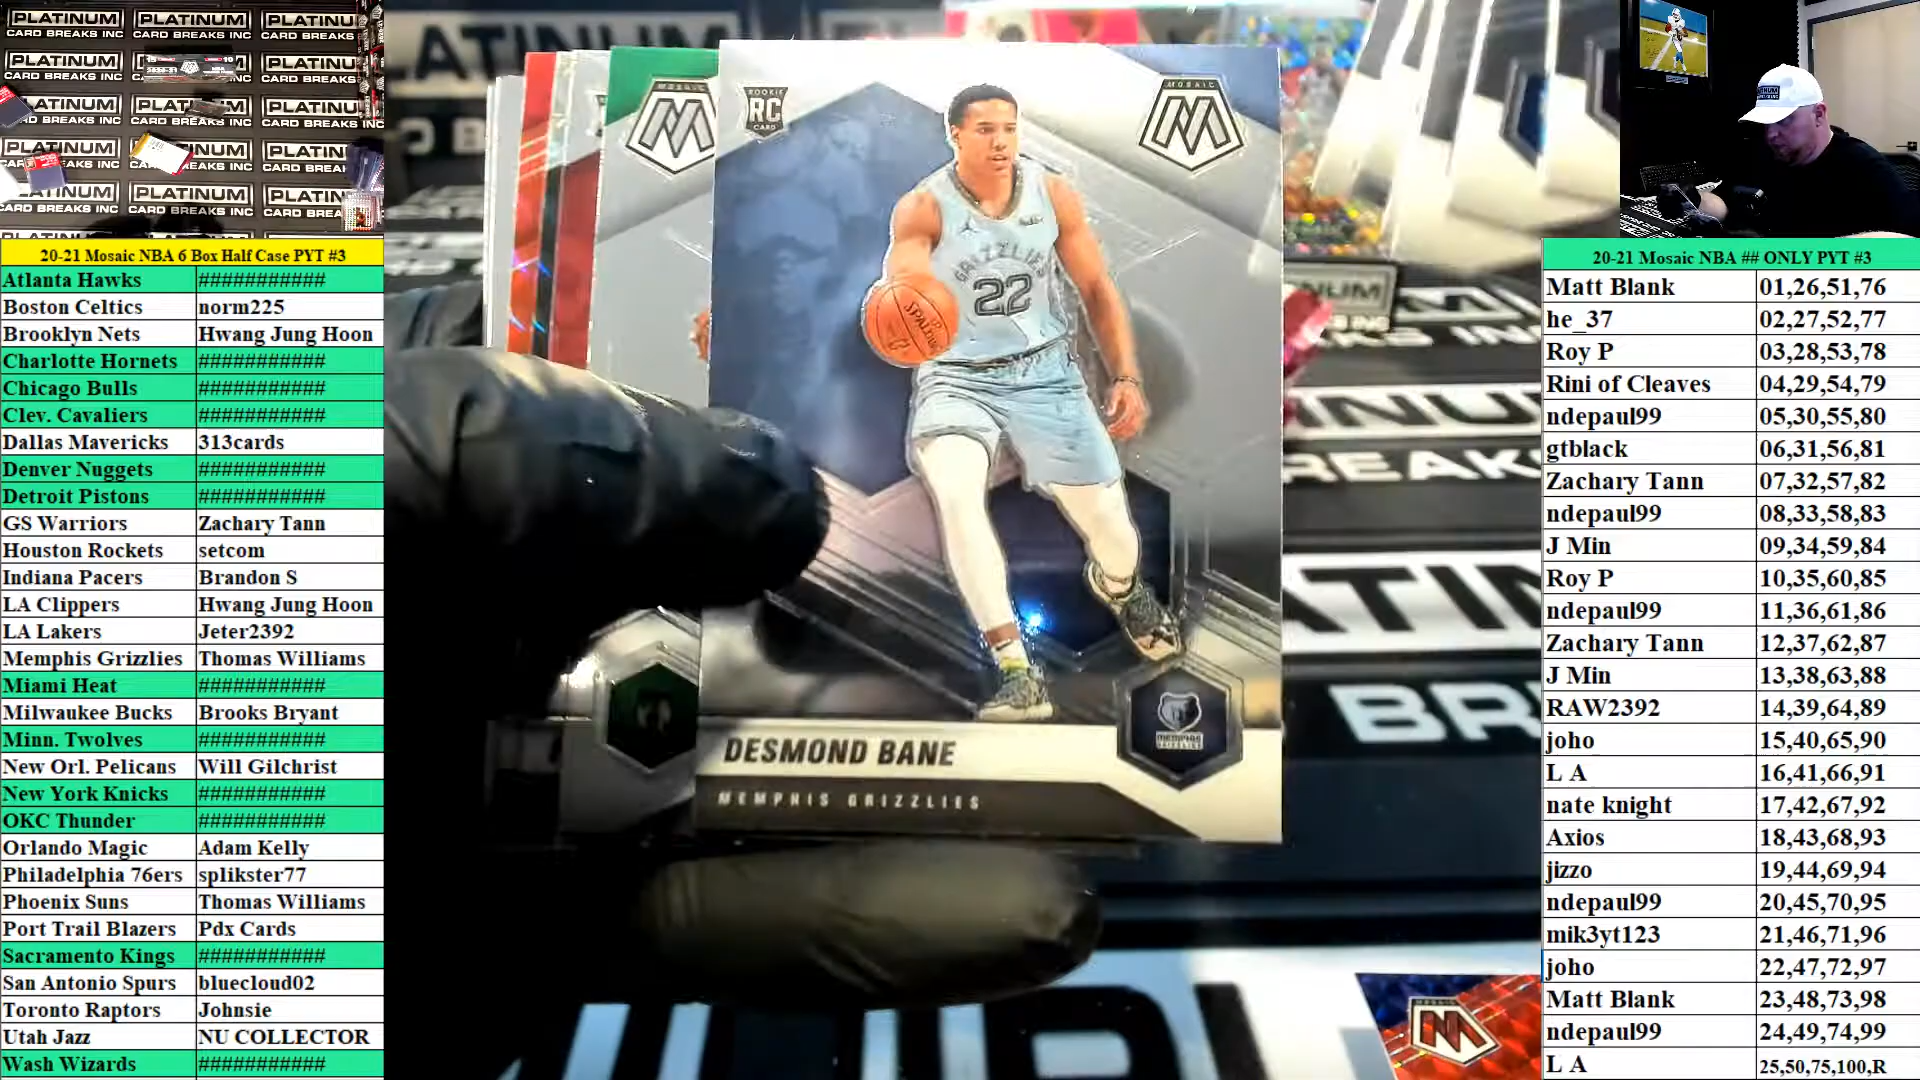 PLATINUM
CARD BREAKS INC
20-21 Mosaic NBA 6 Box Half Case PYT #3
Atlanta Hawks ###########
Boston Celtics norm225
Brooklyn Nets Hwang Jung Hoon
Charlotte Hornets ###########
Chicago Bulls ###########
Clev. Cavaliers ###########
Dallas Mavericks 313cards
Denver Nuggets ###########
Detroit Pistons ###########
GS Warriors Zachary Tann
Houston Rockets setcom
Indiana Pacers Brandon S
LA Clippers Hwang Jung Hoon
LA Lakers Jeter2392
Memphis Grizzlies Thomas Williams
Miami Heat ###########
Milwaukee Bucks Brooks Bryant
Minn. Twolves ###########
New Orl. Pelicans Will Gilchrist
New York Knicks ###########
OKC Thunder ###########
Orlando Magic Adam Kelly
Philadelphia 76ers splikster77
Phoenix Suns Thomas Williams
Port Trail Blazers Pdx Cards
Sacramento Kings ###########
San Antonio Spurs bluecloud02
Toronto Raptors Johnsie
Utah Jazz NU COLLECTOR
Wash Wizards ###########
ROOKIE
RC
CARD
MOSAIC
MOSAIC
GRIZZLIES
22
SPALDING
DESMOND BANE
MEMPHIS GRIZZLIES
MEMPHIS
GRIZZLIES
20-21 Mosaic NBA ## ONLY PYT #3
Matt Blank 01,26,51,76
he_37 02,27,52,77
Roy P 03,28,53,78
Rini of Cleaves 04,29,54,79
ndepaul99 05,30,55,80
gtblack 06,31,56,81
Zachary Tann 07,32,57,82
ndepaul99 08,33,58,83
J Min 09,34,59,84
Roy P 10,35,60,85
ndepaul99 11,36,61,86
Zachary Tann 12,37,62,87
J Min 13,38,63,88
RAW2392 14,39,64,89
joho 15,40,65,90
L A 16,41,66,91
nate knight 17,42,67,92
Axios 18,43,68,93
jizzo 19,44,69,94
ndepaul99 20,45,70,95
mik3yt123 21,46,71,96
joho 22,47,72,97
Matt Blank 23,48,73,98
ndepaul99 24,49,74,99
L A 25,50,75,100,R